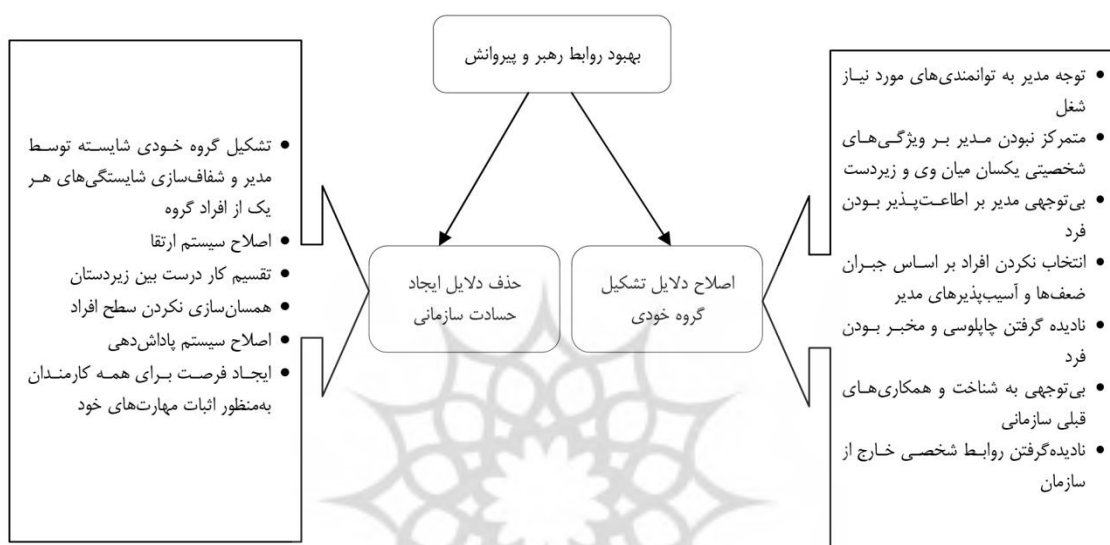 بهبود روابط رهبر و پیروانش
• توجه مدیر به توانمندی‌های مورد نیاز
شغل
• متمرکز نبودن مدیر بر ویژگی‌های
شخصیتی یکسان میان وی و زیردست
• بی‌توجهی مدیر بر اطاعت‌پذیر بودن
فرد
• انتخاب نکردن افراد بر اساس جبران
ضعف‌ها و آسیب‌پذیرهای مدیر
• نادیده گرفتن چاپلوسی و مخبر بودن
فرد
• بی‌توجهی به شناخت و همکاری‌های
قبلی سازمانی
• نادیده‌گرفتن روابط شخصی خارج از
سازمان
اصلاح دلایل تشکیل
گروه خودی
حذف دلایل ایجاد
حسادت سازمانی
• تشکیل گروه خودی شایسته توسط
مدیر و شفاف‌سازی شایستگی‌های هر
یک از افراد گروه
• اصلاح سیستم ارتقا
• تقسیم کار درست بین زیردستان
• همسان‌سازی نکردن سطح افراد
• اصلاح سیستم پاداش‌دهی
• ایجاد فرصت برای همه کارمندان
به‌منظور اثبات مهارت‌های خود